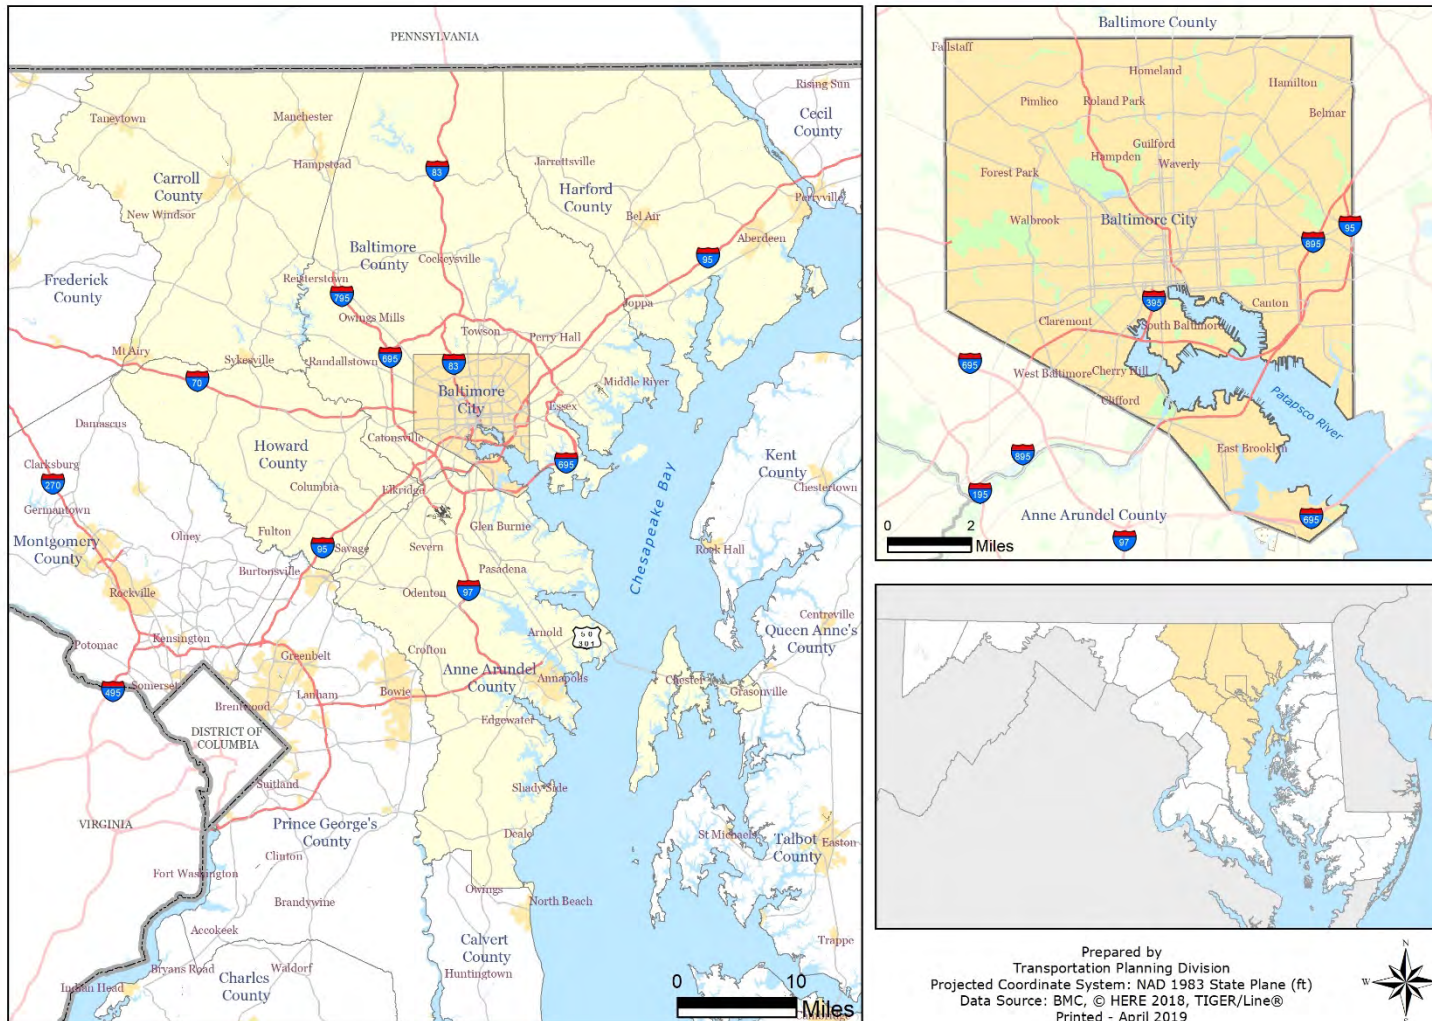 PENNSYLVANIA
Rising Sun
Cecil
County
Taneytown
Manchester
Hampstead
Jarrettsville
83
Carroll
County
Harford
County
Perryville
New Windsor
Bel Air
Aberdeen
Baltimore
County
Cockeysville
95
Frederick
County
Reisterstown
795
Joppa
Owings Mills
Towson
Perry Hall
Mt Airy
Sykesville
Randallstown
695
83
70
Middle River
Baltimore
City
Essex
Damascus
Catonsville
Howard
County
Kent
County
Clarksburg
270
695
Columbia
Elkridge
Chestertown
Germantown
Glen Burnie
Olney
Fulton
Montgomery
County
95
Savage
Severn
Rock Hall
Chesapeake Bay
Burtonsville
Pasadena
Rockville
Odenton
97
Centreville
Arnold
50
301
Queen Anne's
County
Potomac
Kensington
Crofton
Greenbelt
Anne Arundel
County
Annapolis
Chester
Grasonville
495
Somerset
Lanham
Bowie
Brentwood
Edgewater
DISTRICT OF
COLUMBIA
Suitland
Shady Side
VIRGINIA
Prince George's
County
Deale
St Michaels
Talbot
County
Easton
Clinton
Fort Washington
Owings
Brandywine
North Beach
Accokeek
Calvert
County
Trappe
Bryans Road
Waldorf
Huntingtown
Indian Head
Charles
County
0 10
Miles
Cambridge
Baltimore County
Fallstaff
Homeland
Hamilton
Pimlico
Roland Park
Belmar
Guilford
Hampden
Waverly
Forest Park
Walbrook
Baltimore City
95
895
395
Canton
Claremont
South Baltimore
695
West Baltimore
Cherry Hill
Clifford
Patapsco River
East Brooklyn
895
195
Anne Arundel County
695
97
0 2
Miles
Prepared by
Transportation Planning Division
Projected Coordinate System: NAD 1983 State Plane (ft)
Data Source: BMC, © HERE 2018, TIGER/Line®
Printed - April 2019
N
W